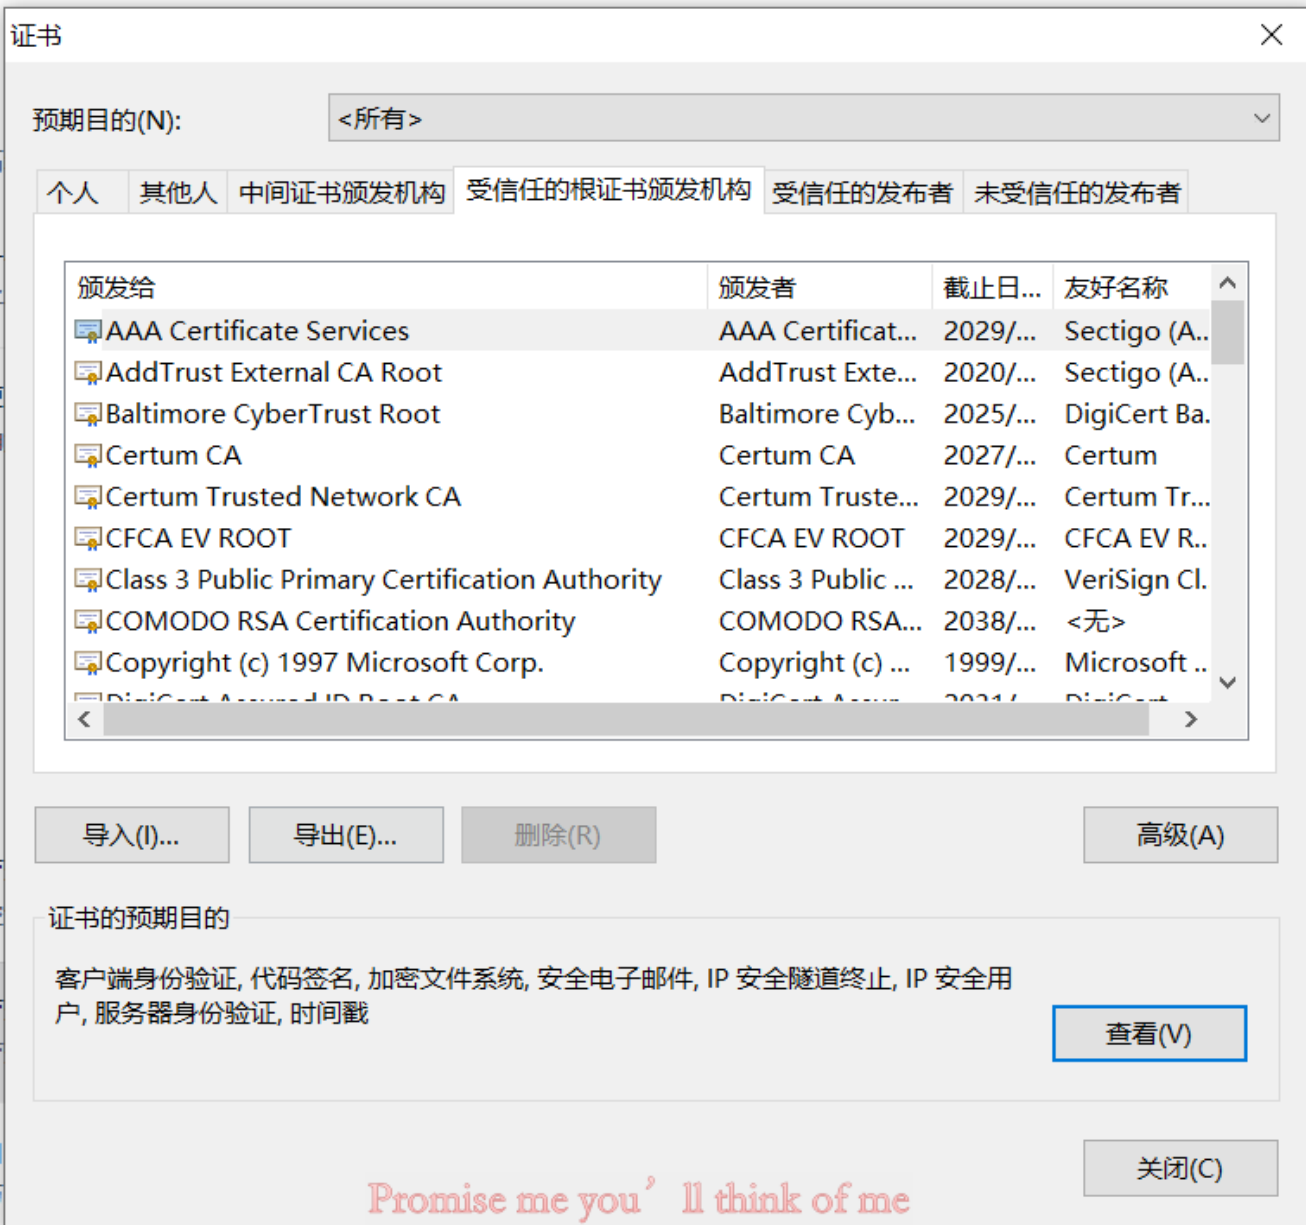 证书
预期目的(N): <所有>
个人 其他人 中间证书颁发机构 受信任的根证书颁发机构 受信任的发布者 未受信任的发布者
颁发给 颁发者 截止日... 友好名称
AAA Certificate Services AAA Certificat... 2029/... Sectigo (A..
AddTrust External CA Root AddTrust Exte... 2020/... Sectigo (A..
Baltimore CyberTrust Root Baltimore Cyb... 2025/... DigiCert Ba.
Certum CA Certum CA 2027/... Certum
Certum Trusted Network CA Certum Truste... 2029/... Certum Tr...
CFCA EV ROOT CFCA EV ROOT 2029/... CFCA EV R..
Class 3 Public Primary Certification Authority Class 3 Public ... 2028/... VeriSign Cl.
COMODO RSA Certification Authority COMODO RSA... 2038/... <无>
Copyright (c) 1997 Microsoft Corp. Copyright (c) ... 1999/... Microsoft ..
DigiCert Assured ID Root CA DigiCert Assur... 2031/... DigiCert
导入(I)... 导出(E)... 删除(R) 高级(A)
证书的预期目的
客户端身份验证, 代码签名, 加密文件系统, 安全电子邮件, IP 安全隧道终止, IP 安全用
户, 服务器身份验证, 时间戳
查看(V)
关闭(C)
Promise me you’ll think of me